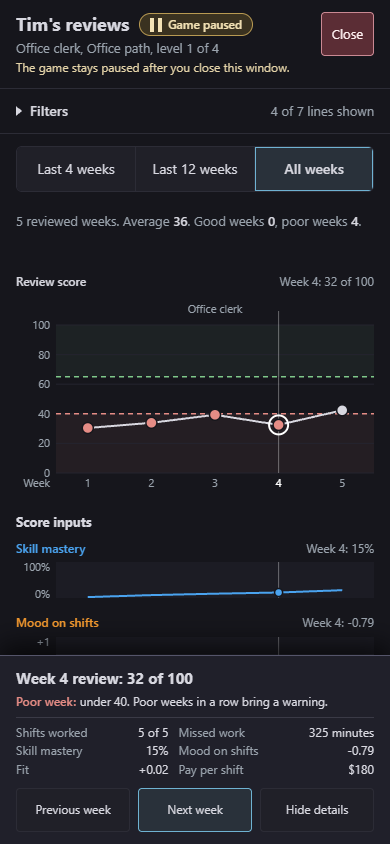 Tim's reviews Game paused
Office clerk, Office path, level 1 of 4
The game stays paused after you close this window.
Close
Filters 4 of 7 lines shown
Last 4 weeks Last 12 weeks All weeks
5 reviewed weeks. Average 36. Good weeks 0, poor weeks 4.
Review score Week 4: 32 of 100
Office clerk
100
80
60
40
20
0
Week 1 2 3 4 5
Score inputs
Skill mastery Week 4: 15%
100%
0%
Mood on shifts Week 4: -0.79
+1
Week 4 review: 32 of 100
Poor week: under 40. Poor weeks in a row bring a warning.
Shifts worked 5 of 5 Missed work 325 minutes
Skill mastery 15% Mood on shifts -0.79
Fit +0.02 Pay per shift $180
Previous week Next week Hide details